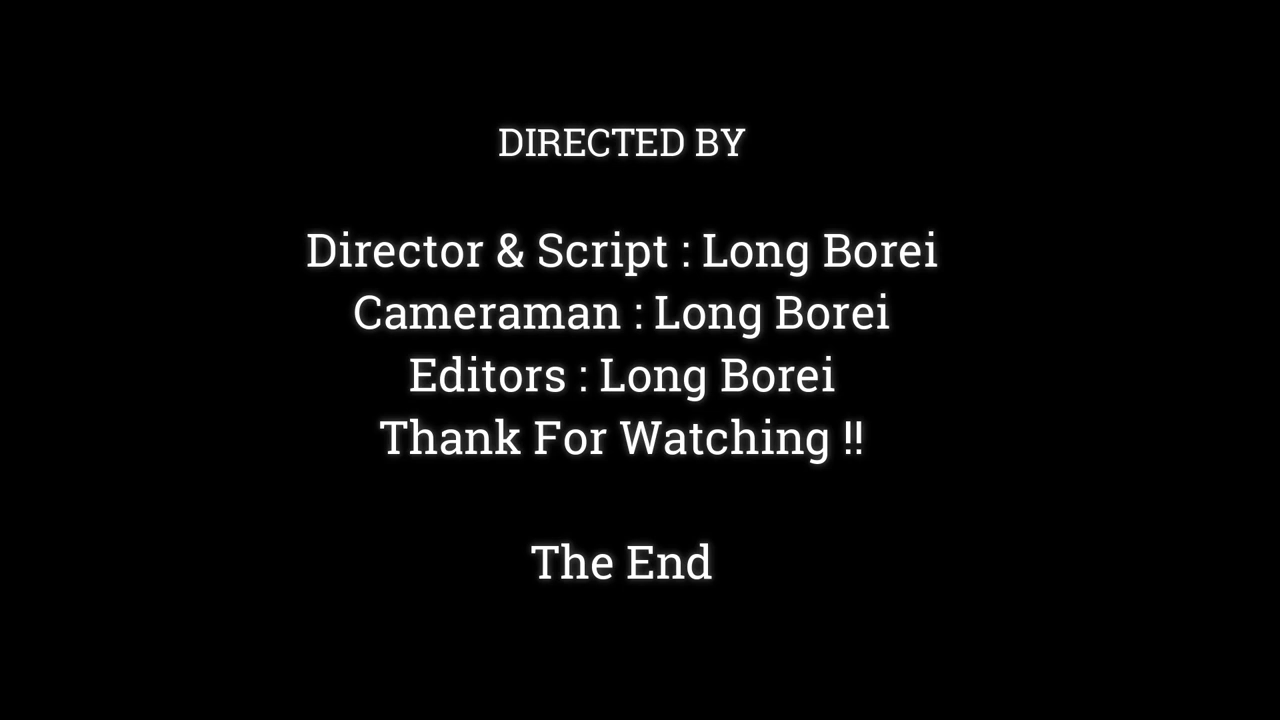 DIRECTED BY
Director & Script : Long Borei
Cameraman : Long Borei
Editors : Long Borei
Thank For Watching !!
The End